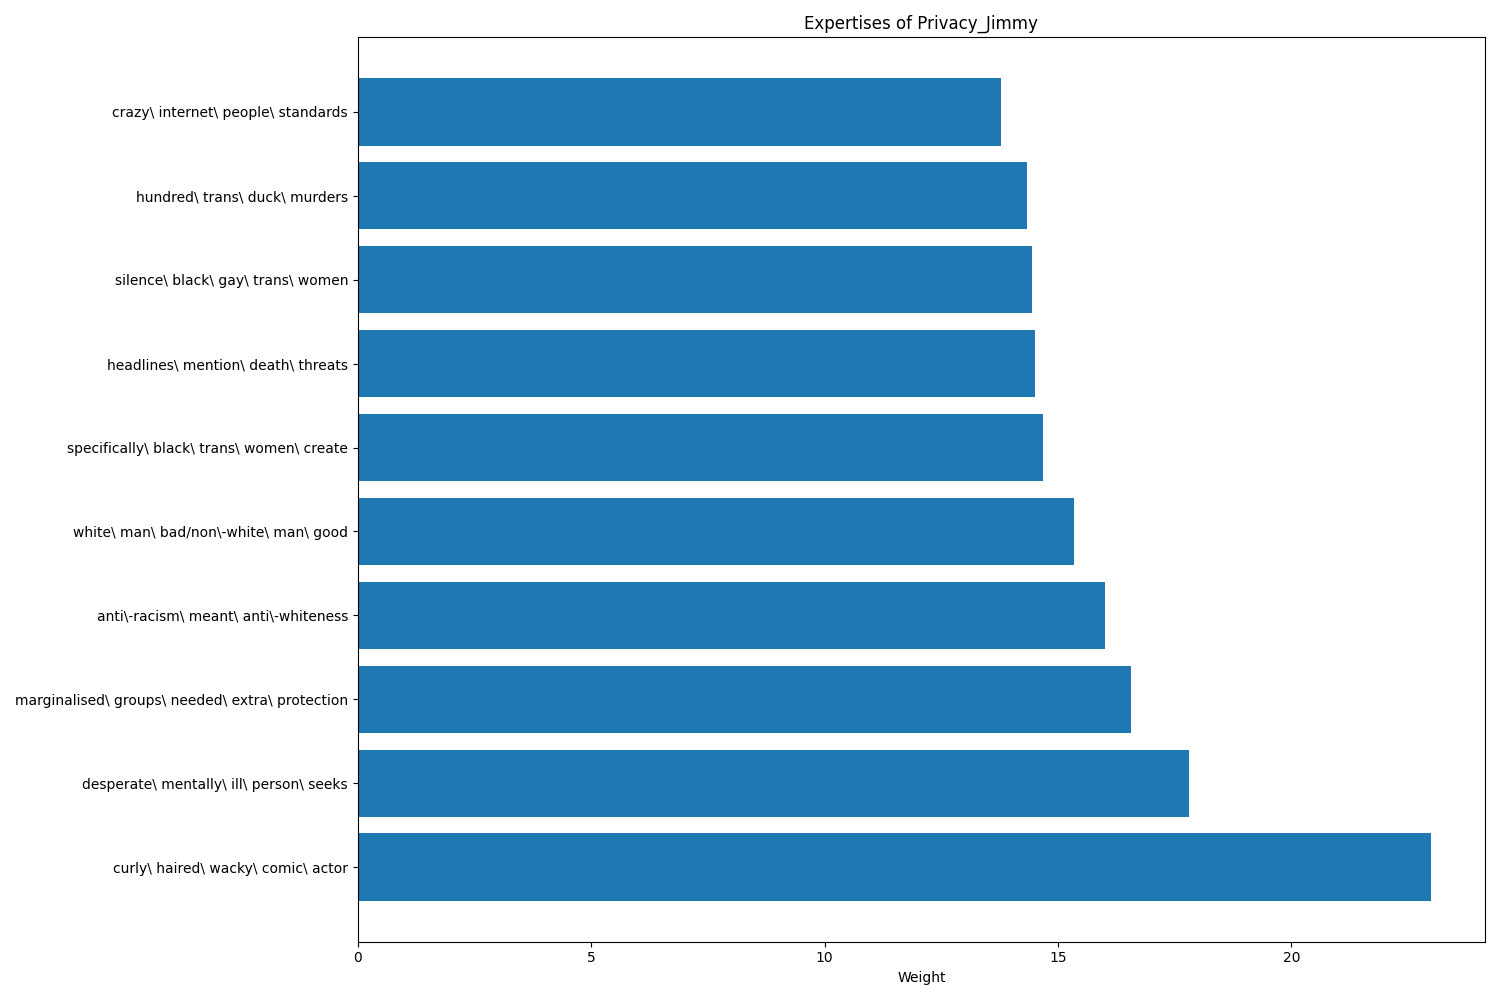 Expertises of Privacy_Jimmy
crazy\ internet\ people\ standards
hundred\ trans\ duck\ murders
silence\ black\ gay\ trans\ women
headlines\ mention\ death\ threats
specifically\ black\ trans\ women\ create
white\ man\ bad/non\-white\ man\ good
anti\-racism\ meant\ anti\-whiteness
marginalised\ groups\ needed\ extra\ protection
desperate\ mentally\ ill\ person\ seeks
curly\ haired\ wacky\ comic\ actor
0 5 10 15 20
Weight